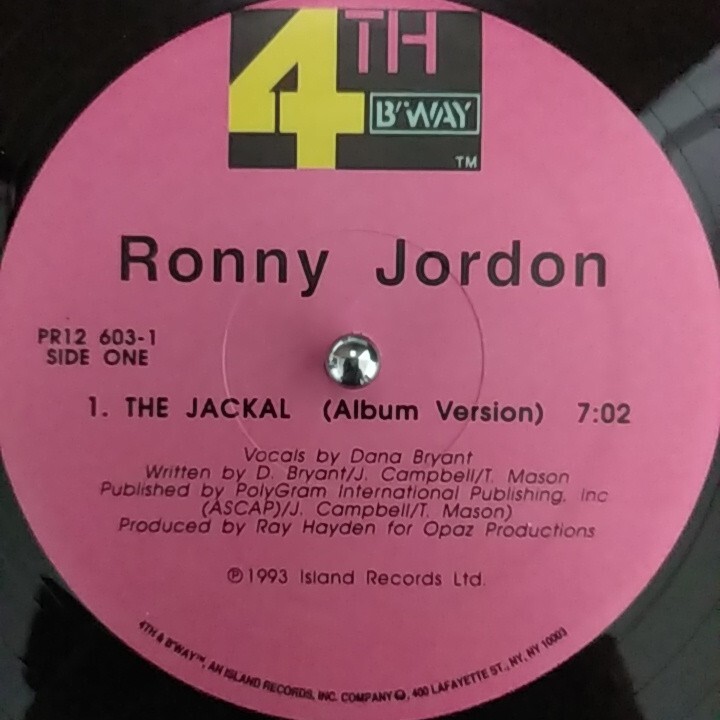 4TH
B'WAY
TM
Ronny Jordon
PR12 603-1
SIDE ONE
1. THE JACKAL (Album Version) 7:02
Vocals by Dana Bryant
Written by D. Bryant/J. Campbell/T. Mason
Published by PolyGram International Publishing, Inc
(ASCAP)/J. Campbell/T. Mason)
Produced by Ray Hayden for Opaz Productions
℗1993 Island Records Ltd.
4TH & B'WAY™, AN ISLAND RECORDS, INC. COMPANY, 400 LAFAYETTE ST., NY, NY 10003